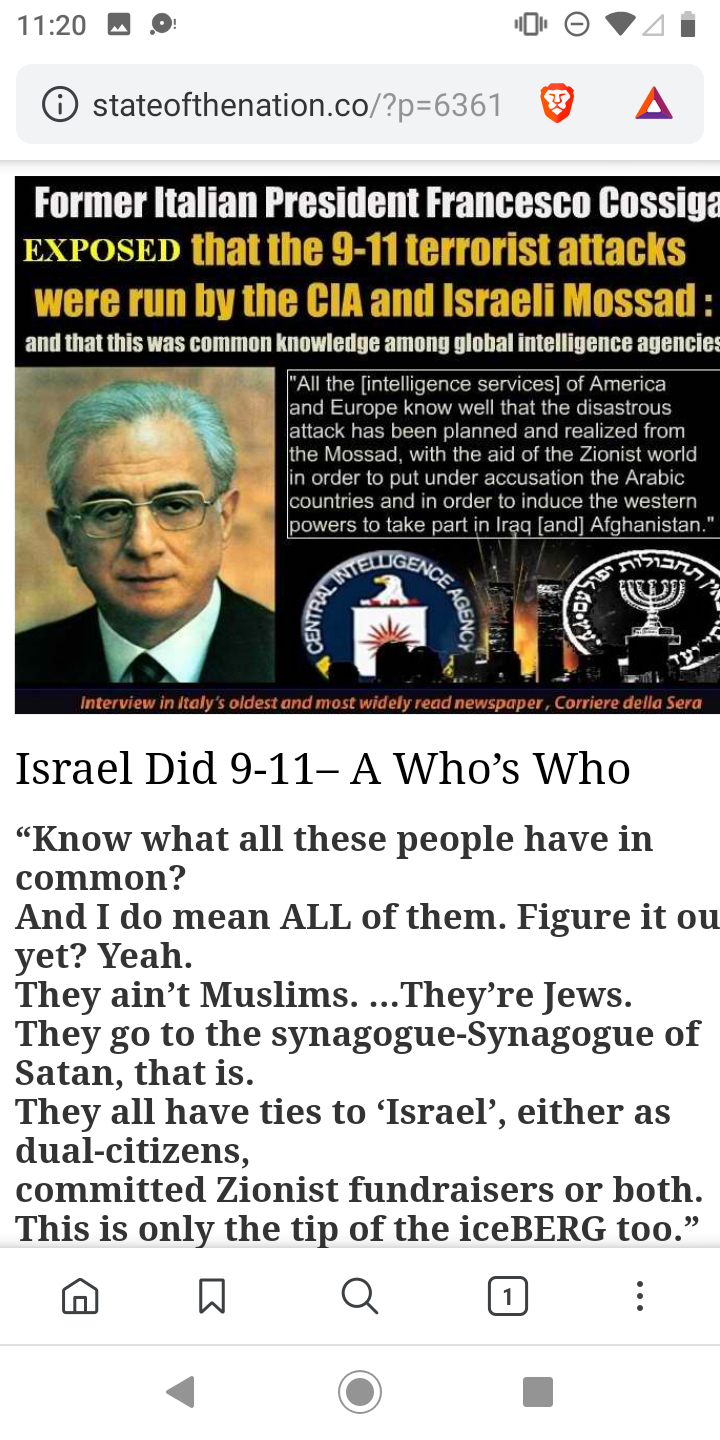 11:20
stateofthenation.co/?p=6361
Former Italian President Francesco Cossiga
EXPOSED that the 9-11 terrorist attacks
were run by the CIA and Israeli Mossad :
and that this was common knowledge among global intelligence agencies
"All the [intelligence services] of America
and Europe know well that the disastrous
attack has been planned and realized from
the Mossad, with the aid of the Zionist world
in order to put under accusation the Arabic
countries and in order to induce the western
powers to take part in Iraq [and] Afghanistan."
CENTRAL INTELLIGENCE AGENCY
Interview in Italy's oldest and most widely read newspaper, Corriere della Sera
Israel Did 9-11– A Who's Who
“Know what all these people have in
common?
And I do mean ALL of them. Figure it ou
yet? Yeah.
They ain’t Muslims. ...They’re Jews.
They go to the synagogue-Synagogue of
Satan, that is.
They all have ties to ‘Israel’, either as
dual-citizens,
committed Zionist fundraisers or both.
This is only the tip of the iceBERG too.”
1